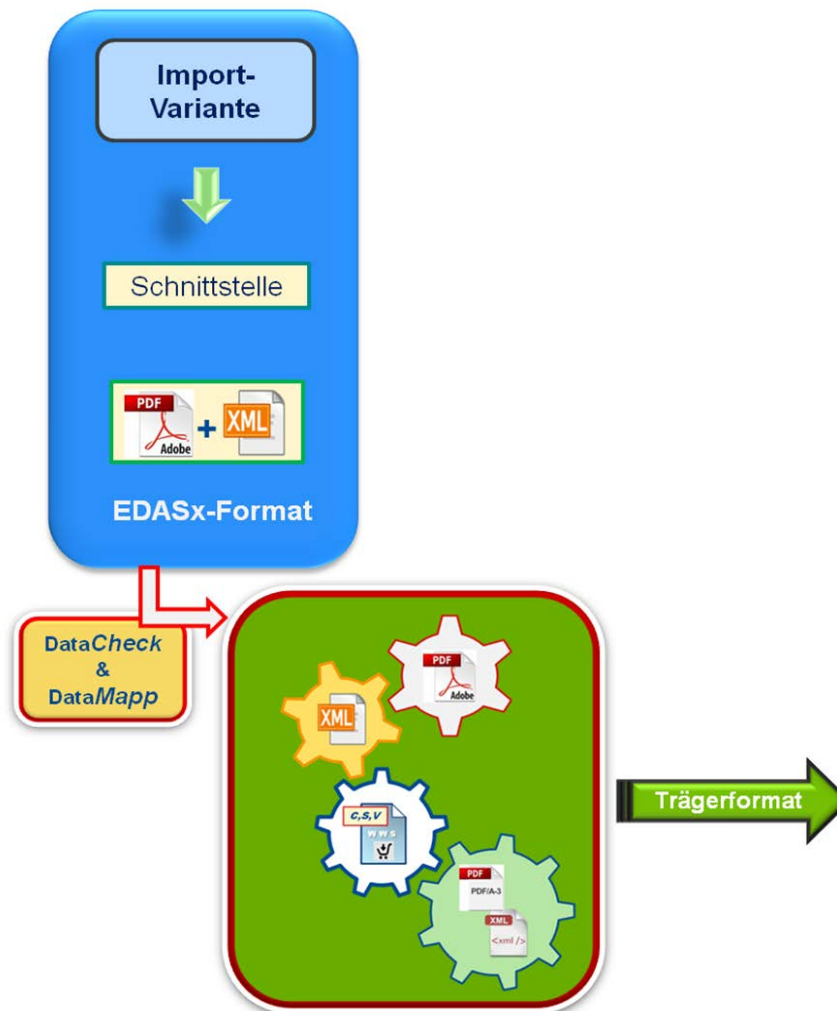 Import-
Variante
Schnittstelle
PDF
Adobe
+
XML
EDASx-Format
DataCheck
&
DataMapp
PDF
Adobe
XML
C,S,V
wws
PDF
PDF/A-3
XML
<xml />
Trägerformat